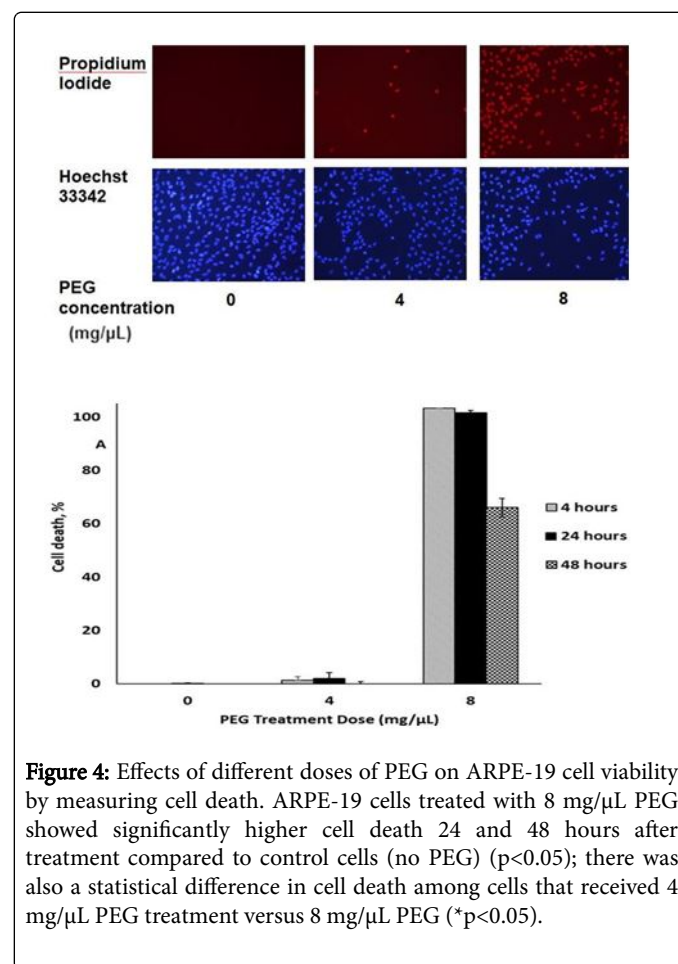 Propidium
Iodide
Hoechst
33342
PEG
concentration
(mg/µL)
0 4 8
100
A
80
60
40
20
0
Cell death, %
4 hours
24 hours
48 hours
0 4 8
PEG Treatment Dose (mg/µL)
Figure 4: Effects of different doses of PEG on ARPE-19 cell viability
by measuring cell death. ARPE-19 cells treated with 8 mg/µL PEG
showed significantly higher cell death 24 and 48 hours after
treatment compared to control cells (no PEG) (p<0.05); there was
also a statistical difference in cell death among cells that received 4
mg/µL PEG treatment versus 8 mg/µL PEG (*p<0.05).